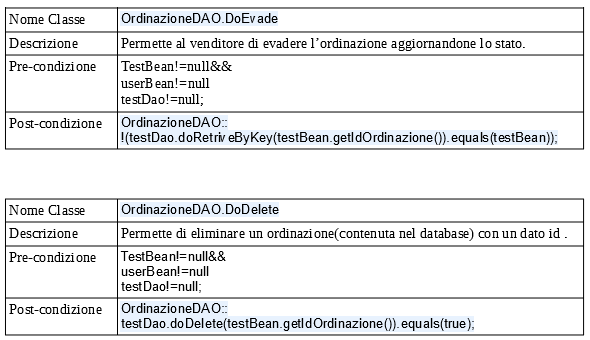 Nome Classe OrdinazioneDAO.DoEvade
Descrizione Permette al venditore di evadere l’ordinazione aggiornandone lo stato.
Pre-condizione TestBean!=null&&
userBean!=null
testDao!=null;
Post-condizione OrdinazioneDAO::
!(testDao.doRetriveByKey(testBean.getIdOrdinazione()).equals(testBean));
Nome Classe OrdinazioneDAO.DoDelete
Descrizione Permette di eliminare un ordinazione(contenuta nel database) con un dato id .
Pre-condizione TestBean!=null&&
userBean!=null
testDao!=null;
Post-condizione OrdinazioneDAO::
testDao.doDelete(testBean.getIdOrdinazione()).equals(true);